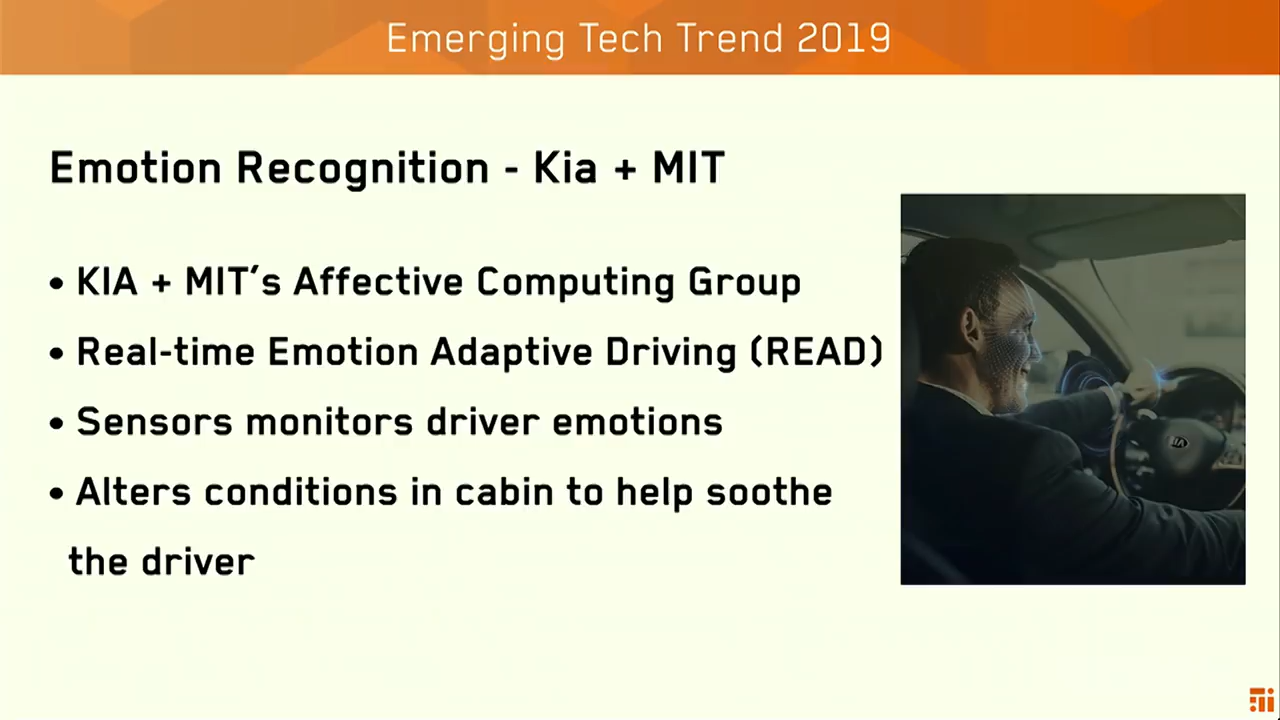 Emerging Tech Trend 2019
Emotion Recognition - Kia + MIT
• KIA + MIT's Affective Computing Group
• Real-time Emotion Adaptive Driving (READ)
• Sensors monitors driver emotions
• Alters conditions in cabin to help soothe
the driver
KIA